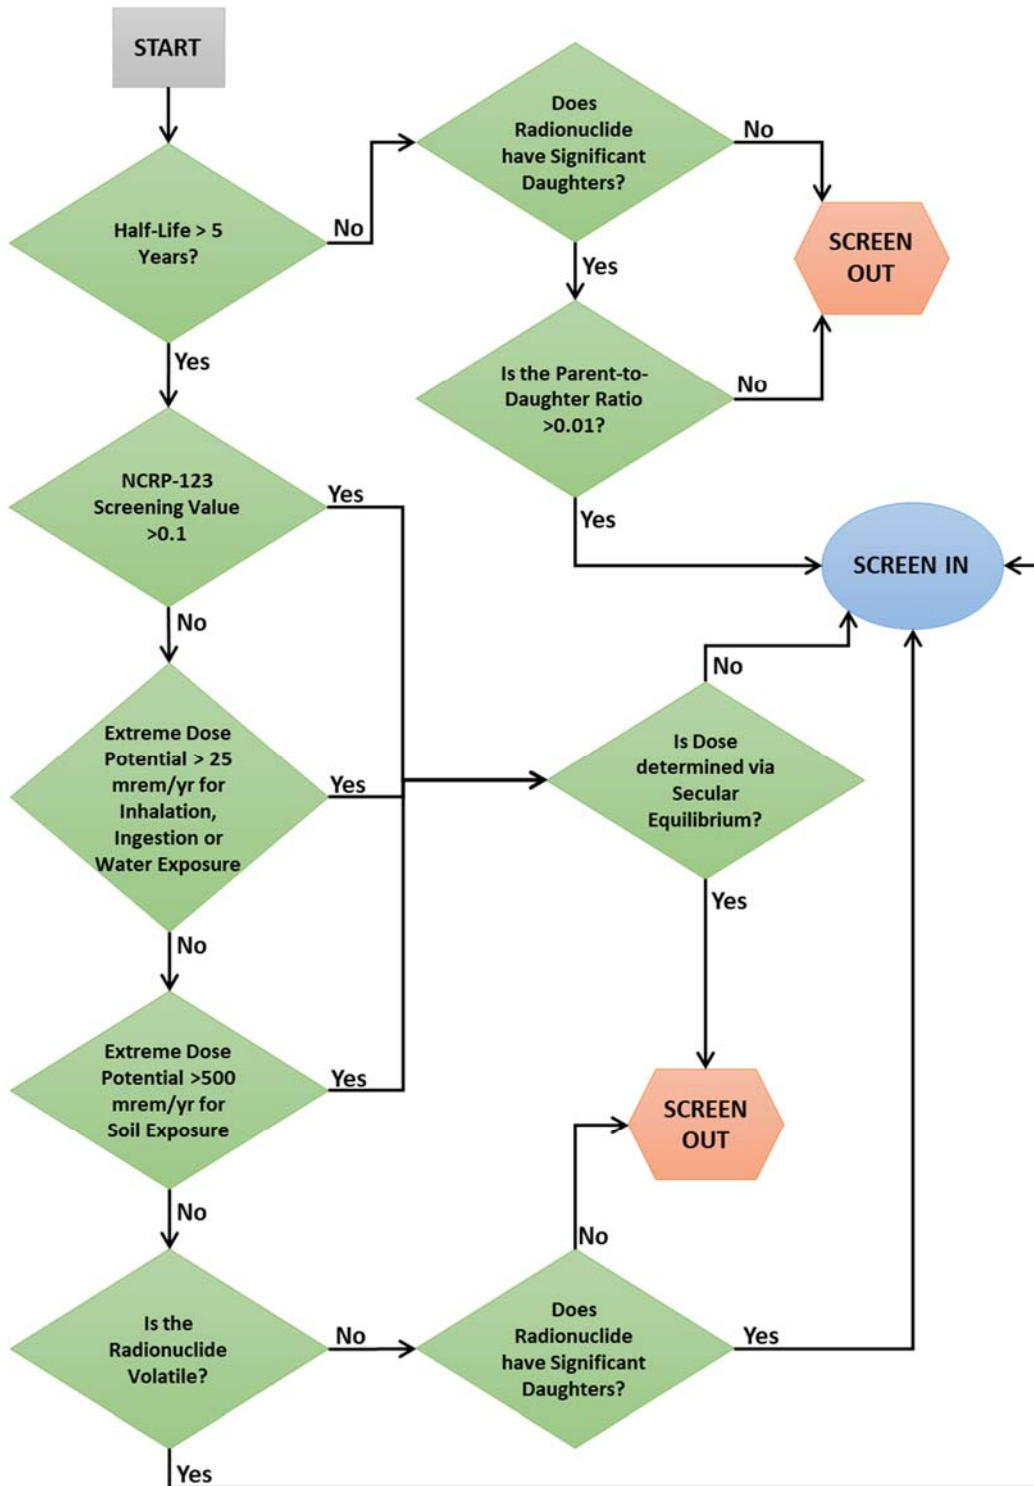 START
Does
Radionuclide
have Significant
Daughters?
No
Half-Life > 5
Years?
No
SCREEN
OUT
Yes
Yes
Is the Parent-to-
Daughter Ratio
>0.01?
No
NCRP-123
Screening Value
>0.1
Yes
Yes
SCREEN IN
No
No
Extreme Dose
Potential > 25
mrem/yr for
Inhalation,
Ingestion or
Water Exposure
Yes
Is Dose
determined via
Secular
Equilibrium?
Yes
No
Extreme Dose
Potential >500
mrem/yr for
Soil Exposure
Yes
SCREEN
OUT
No
No
Is the
Radionuclide
Volatile?
No
Does
Radionuclide
have Significant
Daughters?
Yes
Yes